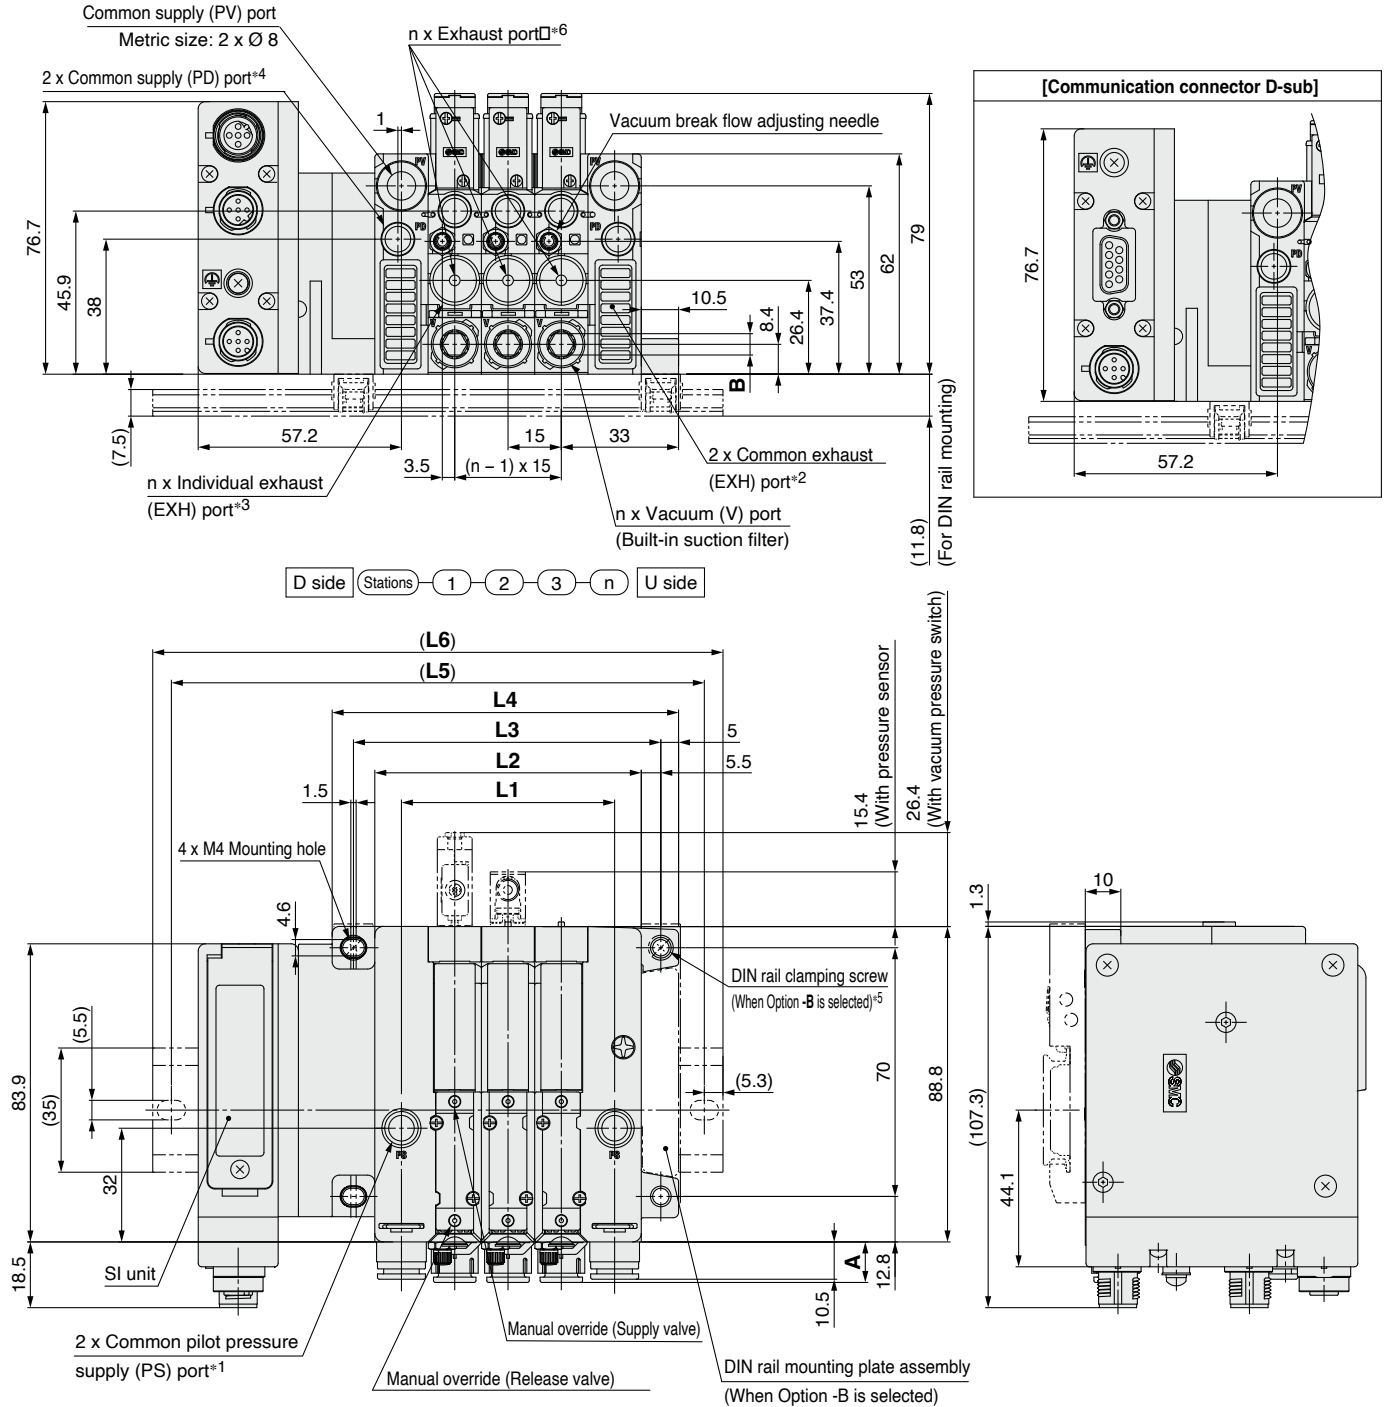 Common supply (PV) port
Metric size: 2 x Ø 8
n x Exhaust port□*6
2 x Common supply (PD) port*4
[Communication connector D-sub]
1
Vacuum break flow adjusting needle
PV
PV
PD
PD
SMC
SMC
SMC
V
V
V
76.7
45.9
38
79
62
53
37.4
26.4
8.4
10.5
B
(7.5)
57.2
15
33
3.5
(n – 1) x 15
2 x Common exhaust
(EXH) port*2
n x Individual exhaust
(EXH) port*3
n x Vacuum (V) port
(Built-in suction filter)
(11.8)
(For DIN rail mounting)
76.7
PV
PD
V
57.2
D side
Stations
1
2
3
n
U side
(L6)
(L5)
L4
L3
5
L2
5.5
L1
1.5
15.4
(With pressure sensor
26.4
(With vacuum pressure switch)
4 x M4 Mounting hole
4.6
1.3
10
DIN rail clamping screw
(When Option -B is selected)*5
(5.5)
83.9
(35)
32
(5.3)
70
88.8
(107.3)
44.1
SMC
PS
PS
18.5
A
12.8
10.5
SI unit
2 x Common pilot pressure
supply (PS) port*1
Manual override (Supply valve)
Manual override (Release valve)
DIN rail mounting plate assembly
(When Option -B is selected)